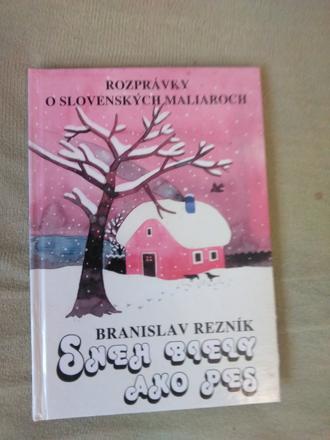 ROZPRÁVKY
O SLOVENSKÝCH MALIAROCH
BRANISLAV REZNÍK
SNEH BIELY
AKO PES